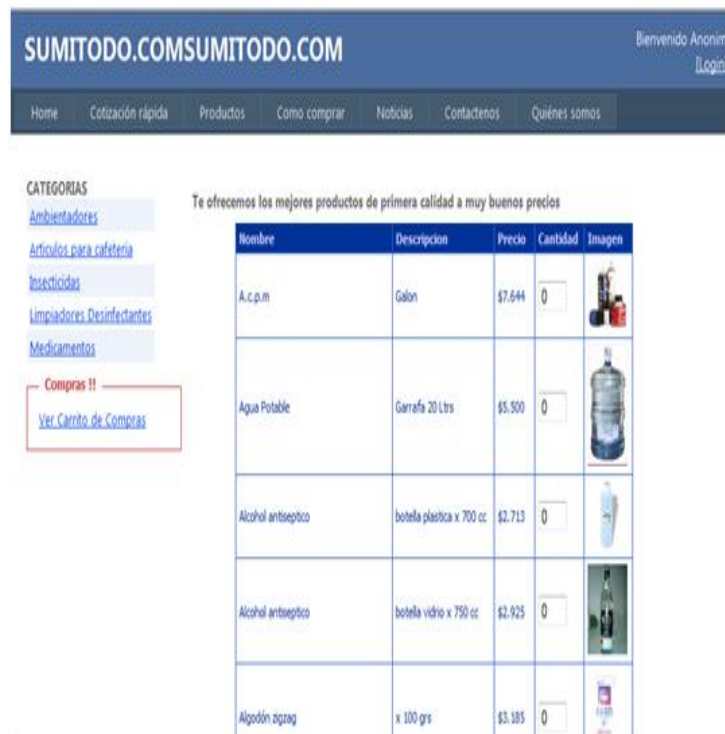 SUMITODO.COMSUMITODO.COM
Bienvenido Anonim
[Login
Home Cotización rápida Productos Como comprar Noticias Contactenos Quiénes somos
CATEGORIAS
Ambientadores
Articulos para cafeteria
Insecticidas
Limpiadores Desinfectantes
Medicamentos
Compras !!
Ver Carrito de Compras
Te ofrecemos los mejores productos de primera calidad a muy buenos precios
Nombre Descripcion Precio Cantidad Imagen
A.c.p.m Galon $7.644 0
Agua Potable Garrafa 20 Ltrs $5.500 0
Alcohol antiseptico botella plastica x 700 cc $2.713 0
Alcohol antiseptico botella vidrio x 750 cc $2.925 0
Algodón zigzag x 100 grs $3.185 0